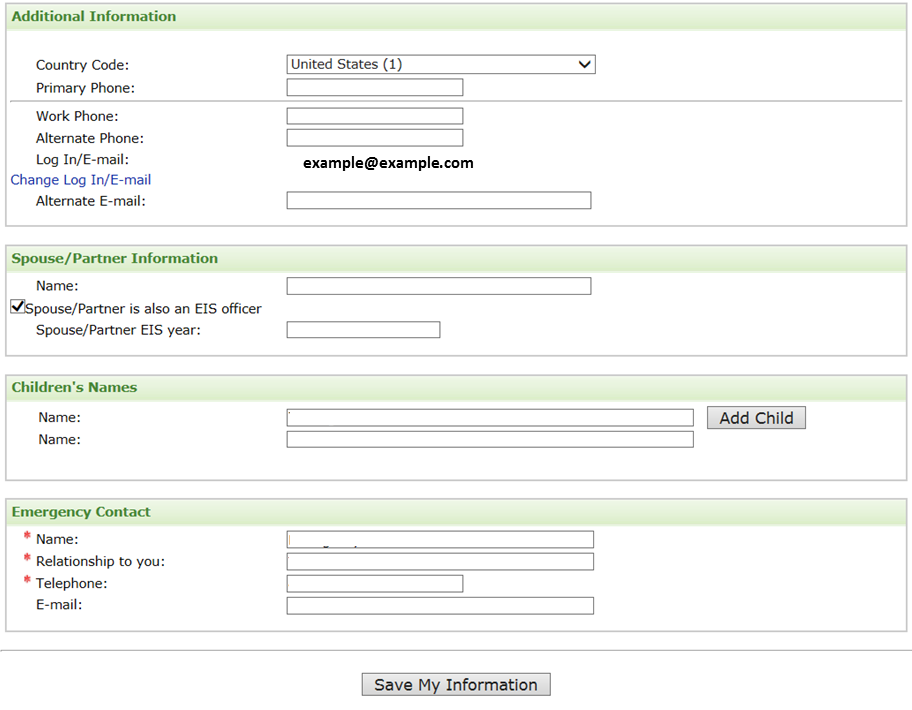 Additional Information
Country Code: United States (1)
Primary Phone:
Work Phone:
Alternate Phone:
Log In/E-mail: example@example.com
Change Log In/E-mail
Alternate E-mail:
Spouse/Partner Information
Name:
Spouse/Partner is also an EIS officer
Spouse/Partner EIS year:
Children's Names
Name: Add Child
Name:
Emergency Contact
* Name:
* Relationship to you:
* Telephone:
E-mail:
Save My Information